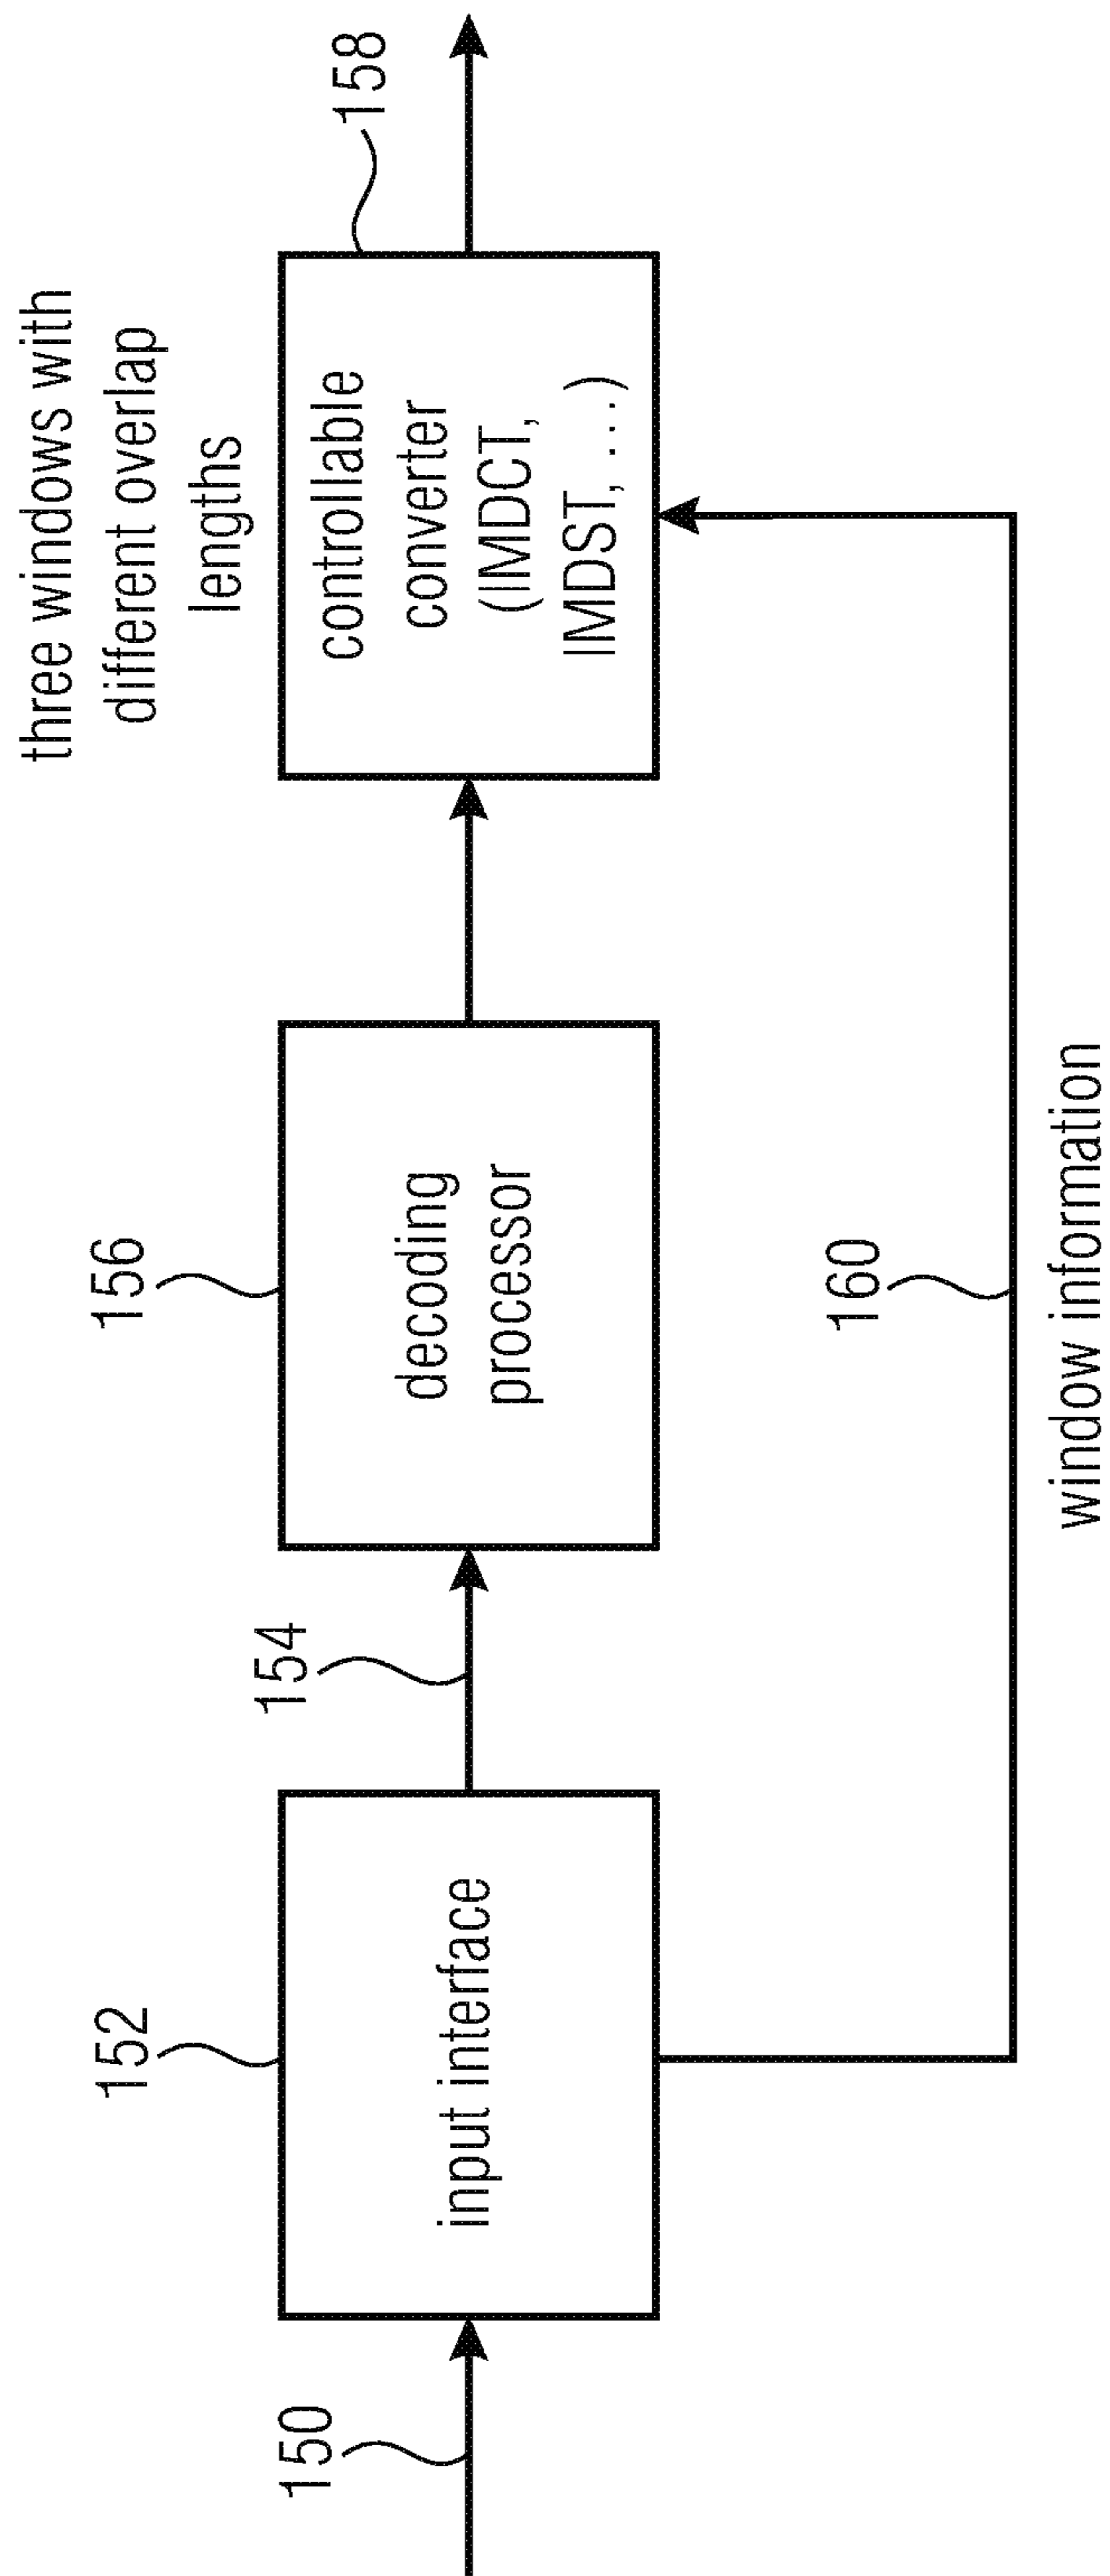 three windows with
different overlap
lengths
152
156
158
150
154
input interface
decoding
processor
controllable
converter
(IMDCT,
IMDST, ...)
160
window information